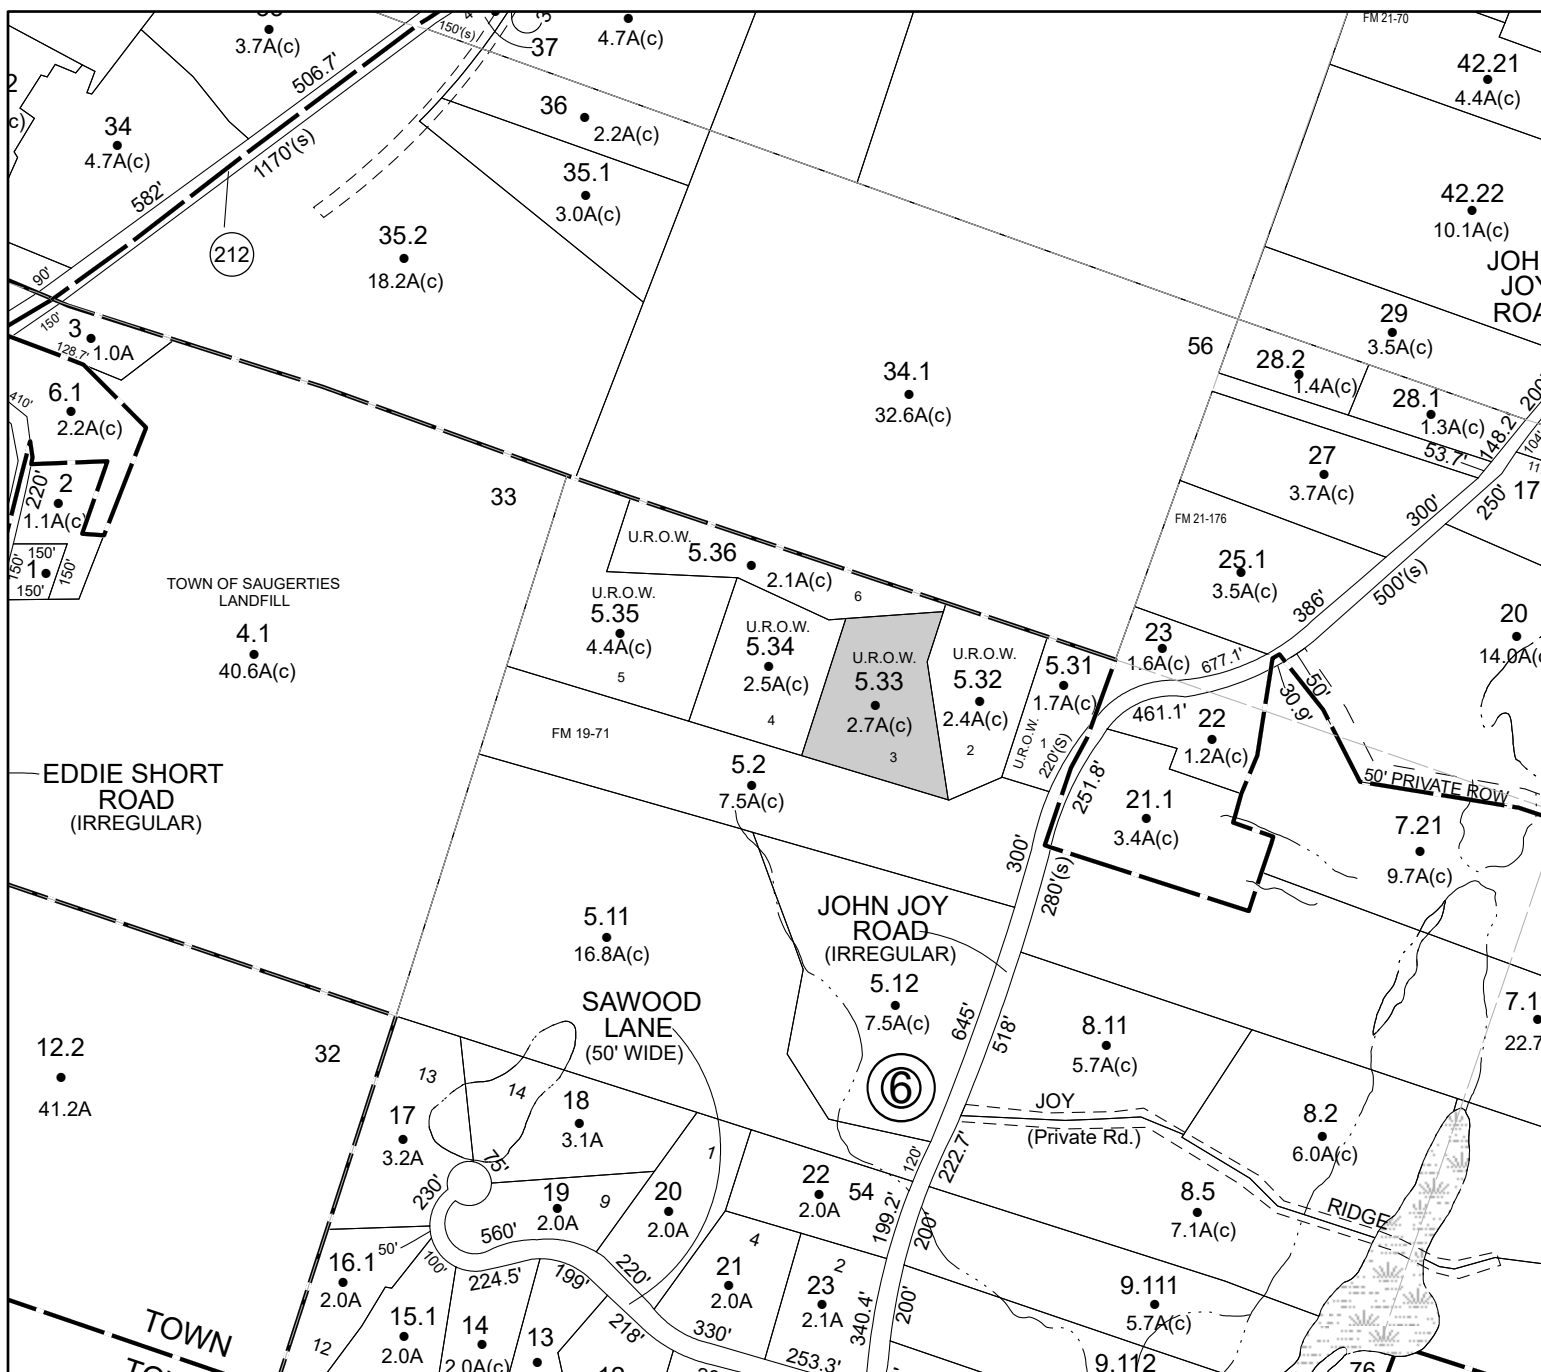 3.7A(c)
506.7'
150'(s)
37
4.7A(c)
FM 21-70
42.21
4.4A(c)
34
4.7A(c)
582'
1170'(s)
36
2.2A(c)
35.1
3.0A(c)
42.22
10.1A(c)
212
35.2
18.2A(c)
90'
150'
3
128.7'
1.0A
29
3.5A(c)
56
28.2
1.4A(c)
28.1
1.3A(c)
200'
148.2'
53.7'
104'
34.1
32.6A(c)
6.1
2.2A(c)
410'
220'
2
1.1A(c)
150'
150'
1
150'
150'
33
27
3.7A(c)
300'
250'
17
FM 21-176
25.1
3.5A(c)
386'
500'(s)
TOWN OF SAUGERTIES
LANDFILL
4.1
40.6A(c)
U.R.O.W.
5.36
2.1A(c)
6
U.R.O.W.
5.35
4.4A(c)
5
U.R.O.W.
5.34
2.5A(c)
4
U.R.O.W.
5.33
2.7A(c)
3
U.R.O.W.
5.32
2.4A(c)
2
5.31
1.7A(c)
U.R.O.W.
1
220'(S)
23
1.6A(c)
677.1'
461.1'
22
1.2A(c)
30.9'
50'
20
14.0A(c)
50' PRIVATE ROW
FM 19-71
5.2
7.5A(c)
251.8'
21.1
3.4A(c)
7.21
9.7A(c)
EDDIE SHORT
ROAD
(IRREGULAR)
300'
280'(s)
5.11
16.8A(c)
JOHN JOY
ROAD
(IRREGULAR)
5.12
7.5A(c)
6
645'
518'
SAWOOD
LANE
(50' WIDE)
8.11
5.7A(c)
12.2
41.2A
32
13
14
17
3.2A
18
3.1A
75'
230'
JOY
(Private Rd.)
RIDGE
8.2
6.0A(c)
120'
222.7'
1
19
2.0A
9
20
2.0A
22
2.0A
54
199.2'
200'
8.5
7.1A(c)
560'
50'
100'
224.5'
199'
220'
218'
330'
16.1
2.0A
15.1
2.0A
12
14
2.0A(c)
13
4
21
2.0A
2
23
2.1A
340.4'
200'
253.3'
9.111
5.7A(c)
9.112
76
TOWN